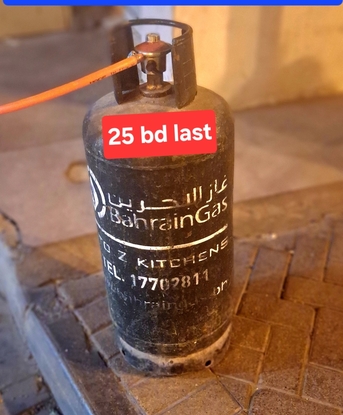 25 bd last
غاز البحرين
BahrainGas
O Z KITCHENS
TEL. 17702811